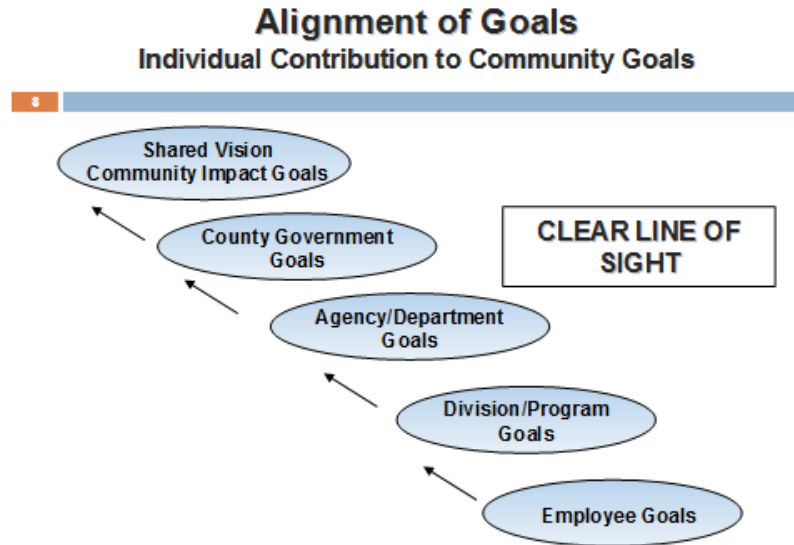 Alignment of Goals
Individual Contribution to Community Goals
8
Shared Vision
Community Impact Goals
County Government
Goals
CLEAR LINE OF
SIGHT
Agency/Department
Goals
Division/Program
Goals
Employee Goals